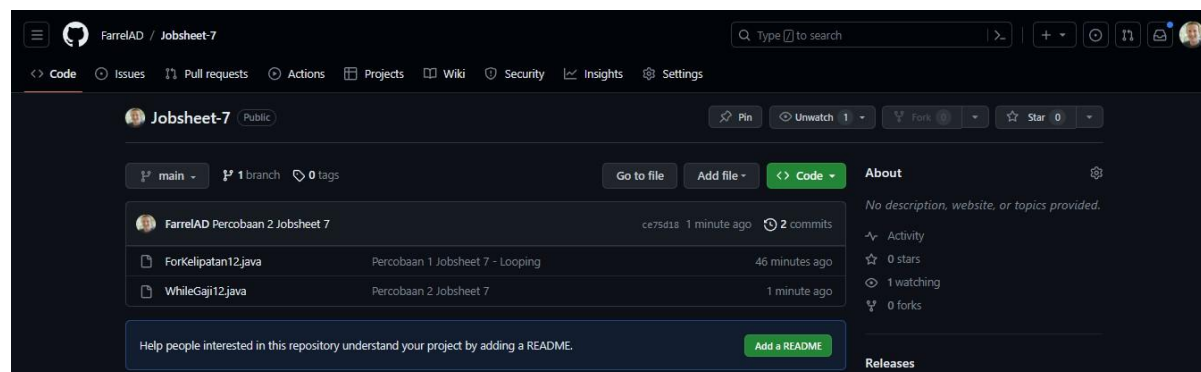 FarrelAD / Jobsheet-7
Type / to search
Code Issues Pull requests Actions Projects Wiki Security Insights Settings
Jobsheet-7 Public
Pin Unwatch 1 Fork 0 Star 0
main 1 branch 0 tags
Go to file Add file Code
About
No description, website, or topics provided.
FarrelAD Percobaan 2 Jobsheet 7 ce75d18 1 minute ago 2 commits
Activity
ForKelipatan12.java Percobaan 1 Jobsheet 7 - Looping 46 minutes ago
0 stars
1 watching
WhileGaji12.java Percobaan 2 Jobsheet 7 1 minute ago
0 forks
Help people interested in this repository understand your project by adding a README. Add a README
Releases